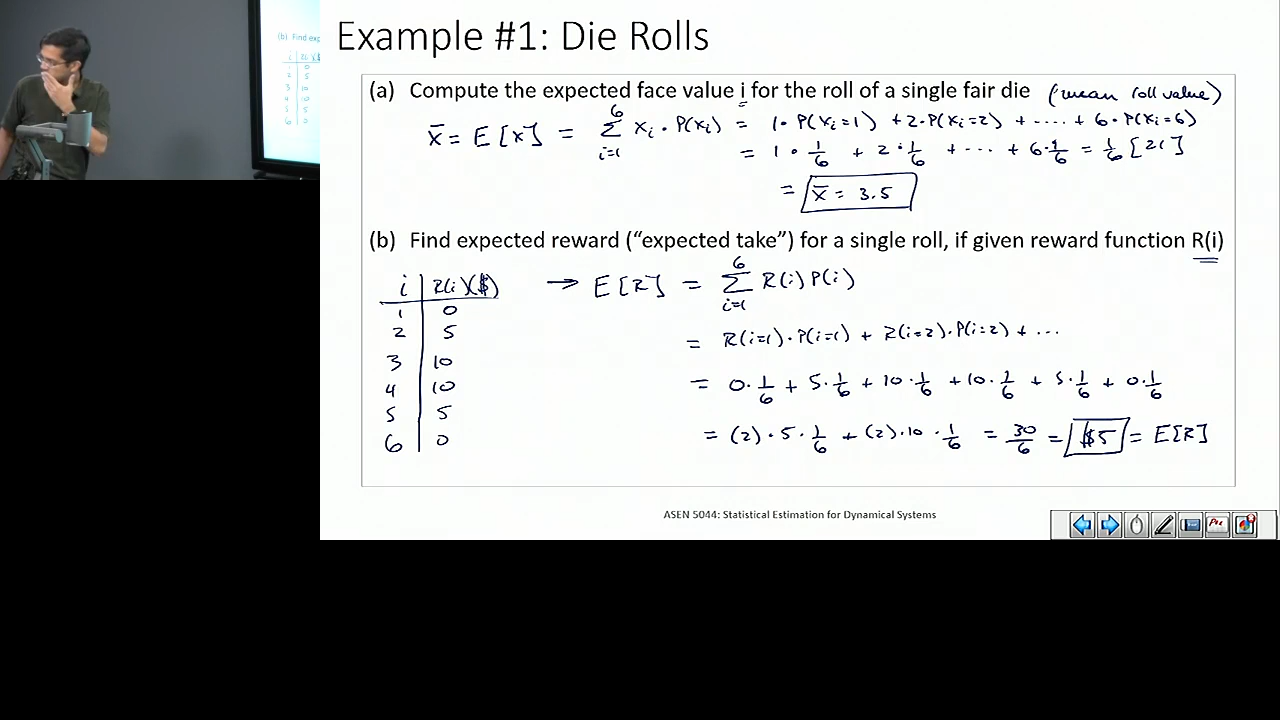 Example #1: Die Rolls
(a) Compute the expected face value i for the roll of a single fair die (mean roll value)
x̄ = E[x] = Σ_{i=1}^{6} x_i · P(x_i) = 1 · P(x_i=1) + 2 · P(x_i=2) + ···· + 6 · P(x_i=6)
= 1 · 1/6 + 2 · 1/6 + ··· + 6 · 1/6 = 1/6 [21]
= x̄ = 3.5
(b) Find expected reward (“expected take”) for a single roll, if given reward function R(i)
i | R(i)($) → E[R] = Σ_{i=1}^{6} R(i)P(i)
1 | 0
2 | 5 = R(i=1)·P(i=1) + R(i=2)·P(i=2) + ···
3 | 10
4 | 10 = 0 · 1/6 + 5 · 1/6 + 10 · 1/6 + 10 · 1/6 + 5 · 1/6 + 0 · 1/6
5 | 5
6 | 0 = (2) · 5 · 1/6 + (2) · 10 · 1/6 = 30/6 = $5 = E[R]
ASEN 5044: Statistical Estimation for Dynamical Systems